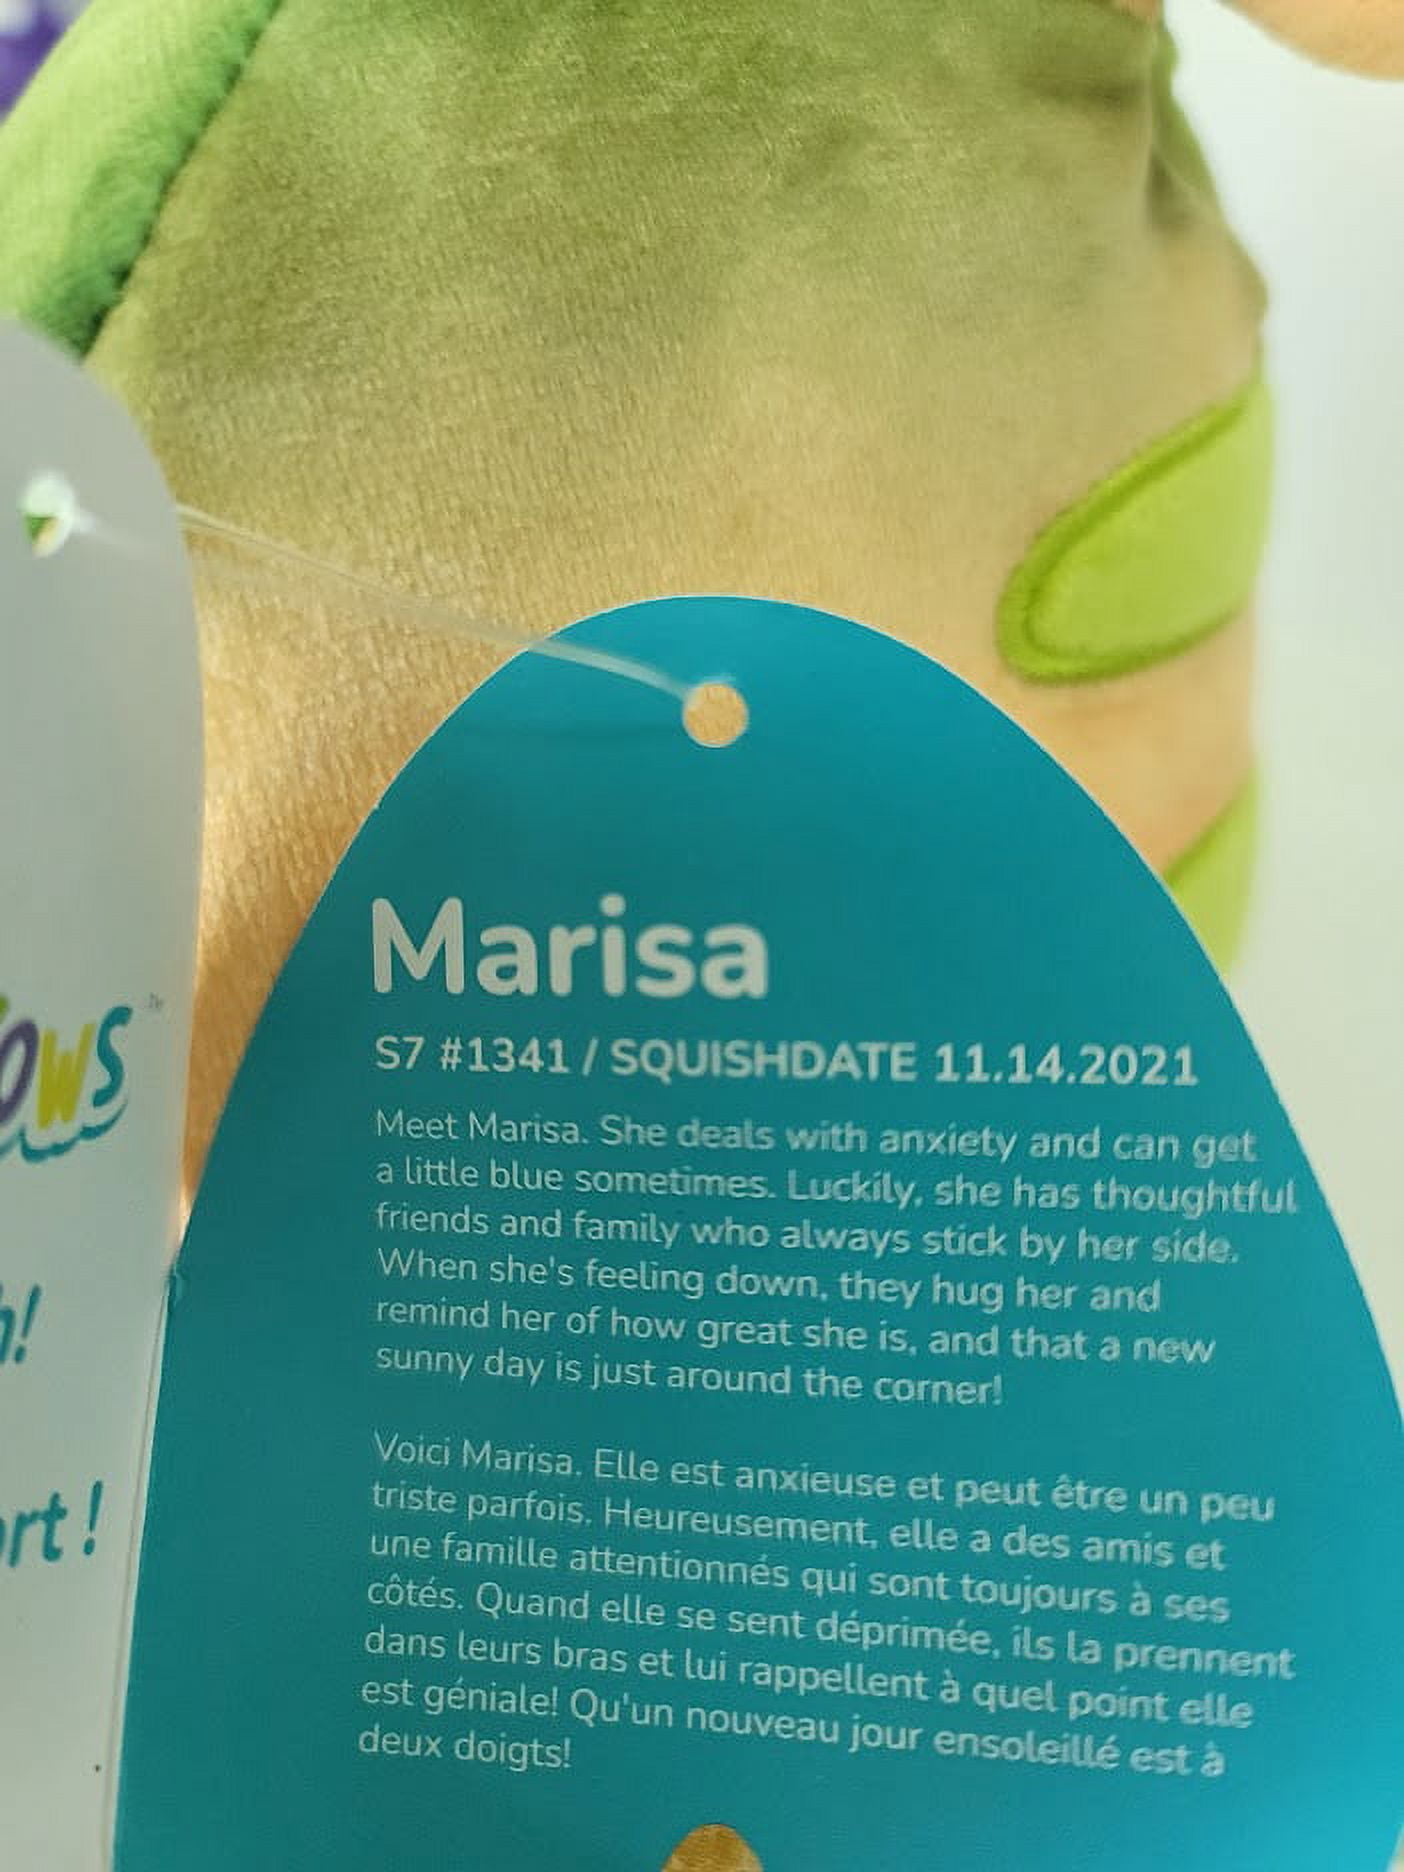 Marisa
S7 #1341 / SQUISHDATE 11.14.2021
Meet Marisa. She deals with anxiety and can get
a little blue sometimes. Luckily, she has thoughtful
friends and family who always stick by her side.
When she's feeling down, they hug her and
remind her of how great she is, and that a new
sunny day is just around the corner!
Voici Marisa. Elle est anxieuse et peut être un peu
triste parfois. Heureusement, elle a des amis et
une famille attentionnés qui sont toujours à ses
côtés. Quand elle se sent déprimée, ils la prennent
dans leurs bras et lui rappellent à quel point elle
est géniale! Qu'un nouveau jour ensoleillé est à
deux doigts!